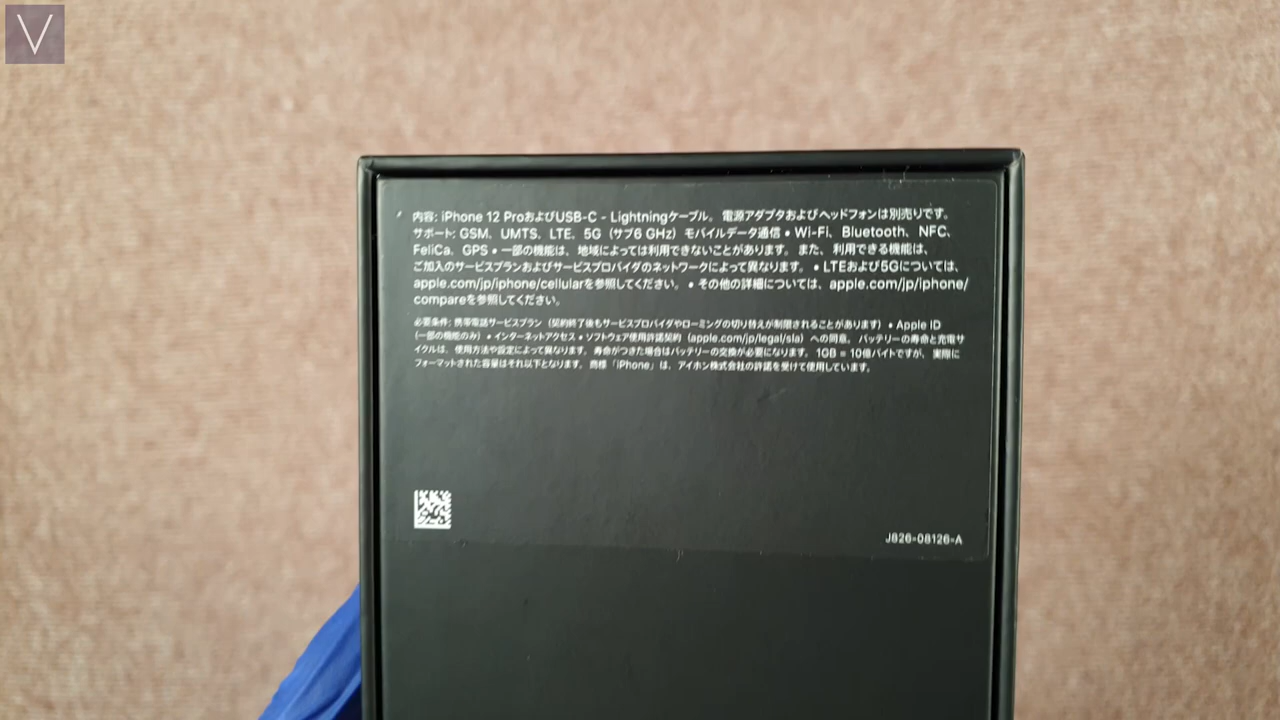 V
内容: iPhone 12 ProおよびUSB-C - Lightningケーブル。 電源アダプタおよびヘッドフォンは別売りです。
サポート: GSM、UMTS、LTE、5G（サブ6 GHz）モバイルデータ通信 • Wi-Fi、Bluetooth、NFC、
FeliCa、GPS • 一部の機能は、地域によっては利用できないことがあります。また、利用できる機能は、
ご加入のサービスプランおよびサービスプロバイダのネットワークによって異なります。 • LTEおよび5Gについては、
apple.com/jp/iphone/cellularを参照してください。 • その他の詳細については、apple.com/jp/iphone/
compareを参照してください。
必要条件: 携帯電話サービスプラン（契約終了後もサービスプロバイダやローミングの切り替えが制限されることがあります）• Apple ID
（一部の機能のみ）• インターネットアクセス • ソフトウェア使用許諾契約（apple.com/jp/legal/sla）への同意。バッテリーの寿命と充電サ
イクルは、使用方法や設定によって異なります。寿命がつきた場合はバッテリーの交換が必要になります。 1GB = 10億バイトですが、実際に
フォーマットされた容量はそれ以下となります。商標「iPhone」は、アイホン株式会社の許諾を受けて使用しています。
J826-08126-A